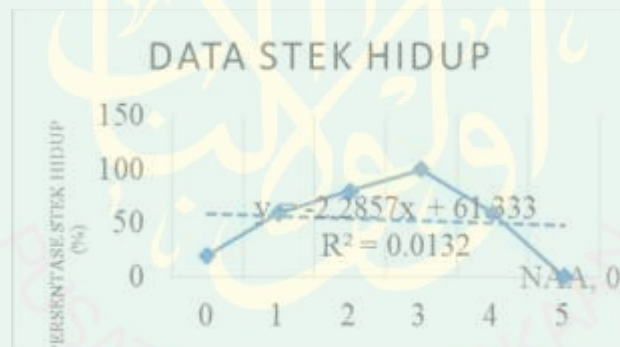 DATA STEK HIDUP
PERSENTASE STEK HIDUP
(%)
150
100
50
0
y = -2.2857x + 61.333
R² = 0.0132
NAA, 0
0 1 2 3 4 5